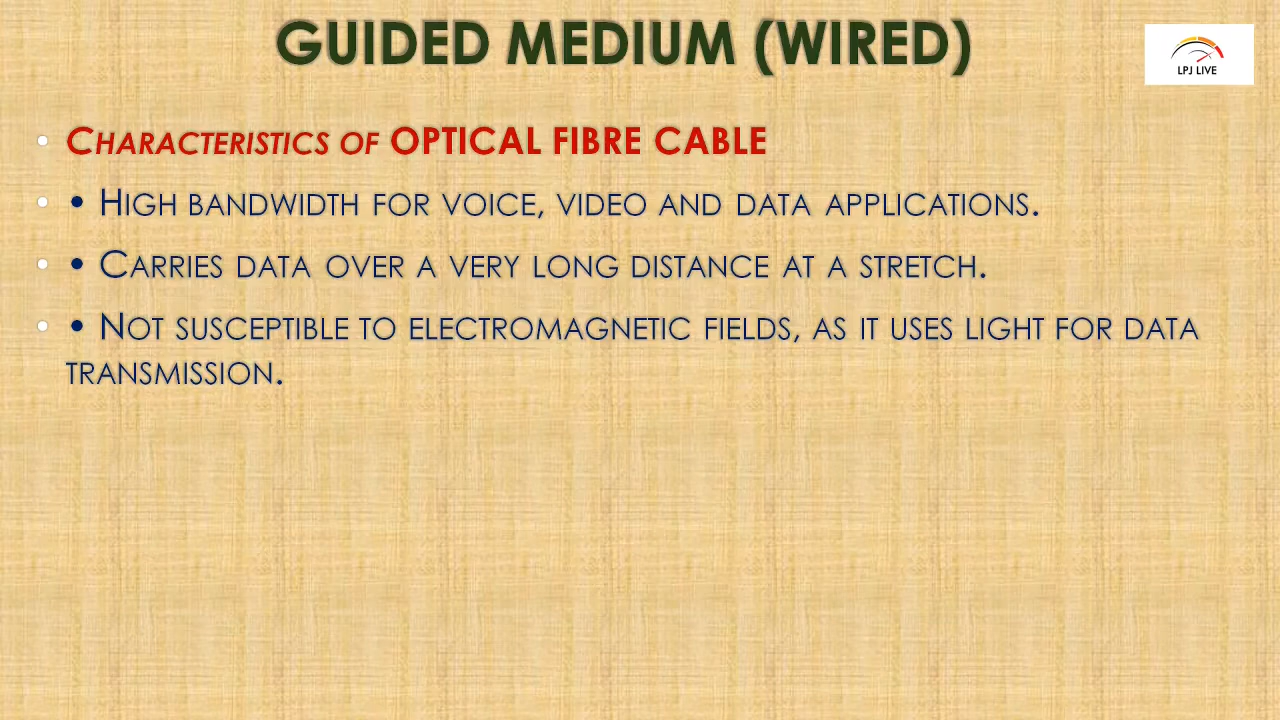 GUIDED MEDIUM (WIRED)
LPJ LIVE
• Characteristics of OPTICAL FIBRE CABLE
• • High bandwidth for voice, video and data applications.
• • Carries data over a very long distance at a stretch.
• • Not susceptible to electromagnetic fields, as it uses light for data
transmission.